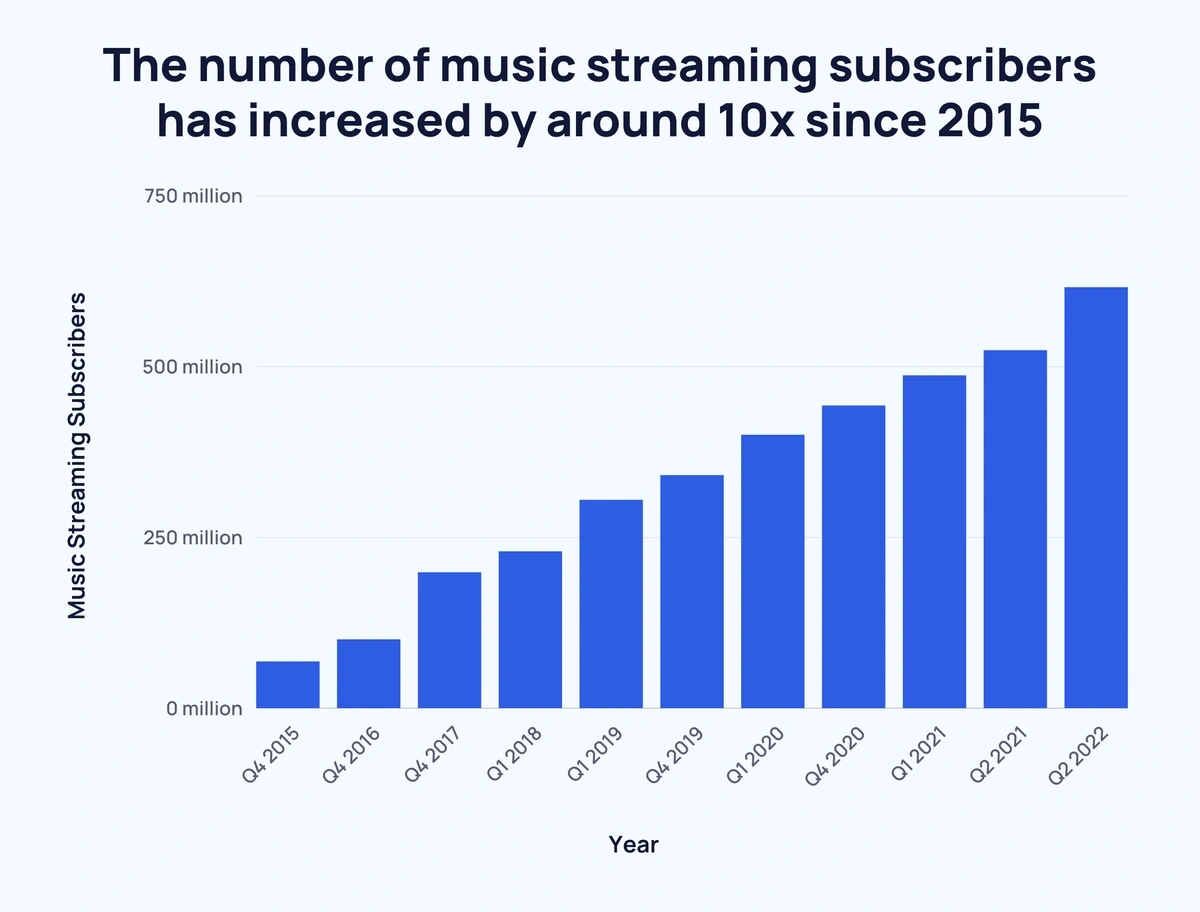 The number of music streaming subscribers
has increased by around 10x since 2015
750 million
500 million
250 million
0 million
Music Streaming Subscribers
Q4 2015
Q4 2016
Q4 2017
Q1 2018
Q1 2019
Q4 2019
Q1 2020
Q4 2020
Q1 2021
Q2 2021
Q2 2022
Year